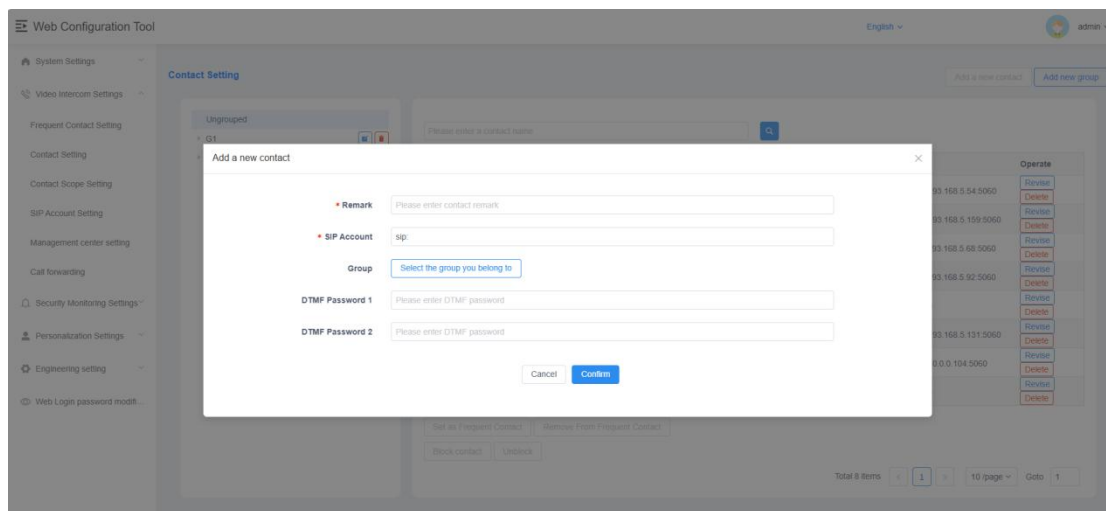 Web Configuration Tool
English
admin
System Settings
Contact Setting
Add a new contact
Add new group
Video Intercom Settings
Ungrouped
Frequent Contact Setting
G1
Please enter a contact name
Contact Setting
Add a new contact
Operate
Contact Scope Setting
* Remark
Please enter contact remark
93.168.5.54:5060
Revise
Delete
SIP Account Setting
* SIP Account
sip:
93.168.5.159:5060
Revise
Delete
Management center setting
93.168.5.68:5060
Revise
Delete
Call forwarding
Group
Select the group you belong to
93.168.5.92:5060
Revise
Delete
Security Monitoring Settings
DTMF Password 1
Please enter DTMF password
Revise
Delete
Personalization Settings
DTMF Password 2
Please enter DTMF password
93.168.5.131:5060
Revise
Delete
Engineering setting
0.0.0.104:5060
Revise
Delete
Cancel
Confirm
Revise
Delete
Web Login password modifi...
Set as Frequent Contact
Remove From Frequent Contact
Block contact
Unblock
Total 8 items
1
10 /page
Goto
1